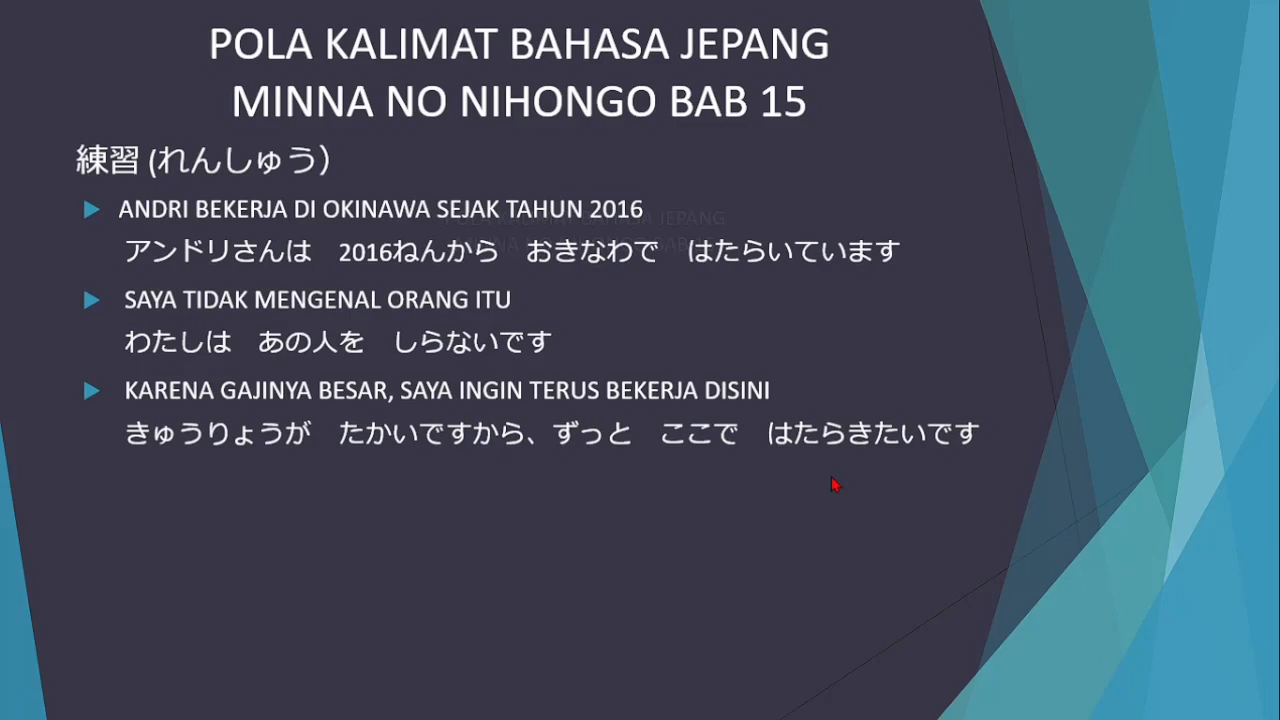 POLA KALIMAT BAHASA JEPANG
MINNA NO NIHONGO BAB 15
練習 (れんしゅう）
ANDRI BEKERJA DI OKINAWA SEJAK TAHUN 2016
アンドリさんは　2016ねんから　おきなわで　はたらいています
SAYA TIDAK MENGENAL ORANG ITU
わたしは　あの人を　しらないです
KARENA GAJINYA BESAR, SAYA INGIN TERUS BEKERJA DISINI
きゅうりょうが　たかいですから、ずっと　ここで　はたらきたいです